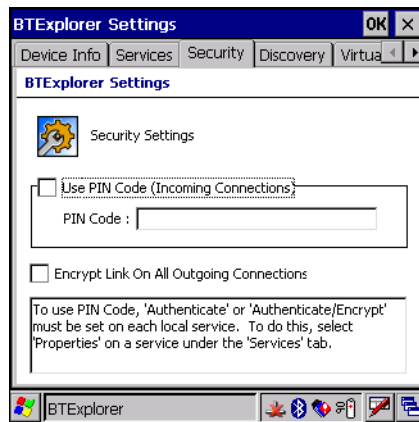 BTExplorer Settings OK
Device Info Services Security Discovery Virtua
BTExplorer Settings
Security Settings
Use PIN Code (Incoming Connections)
PIN Code :
Encrypt Link On All Outgoing Connections
To use PIN Code, 'Authenticate' or 'Authenticate/Encrypt'
must be set on each local service. To do this, select
'Properties' on a service under the 'Services' tab.
BTExplorer